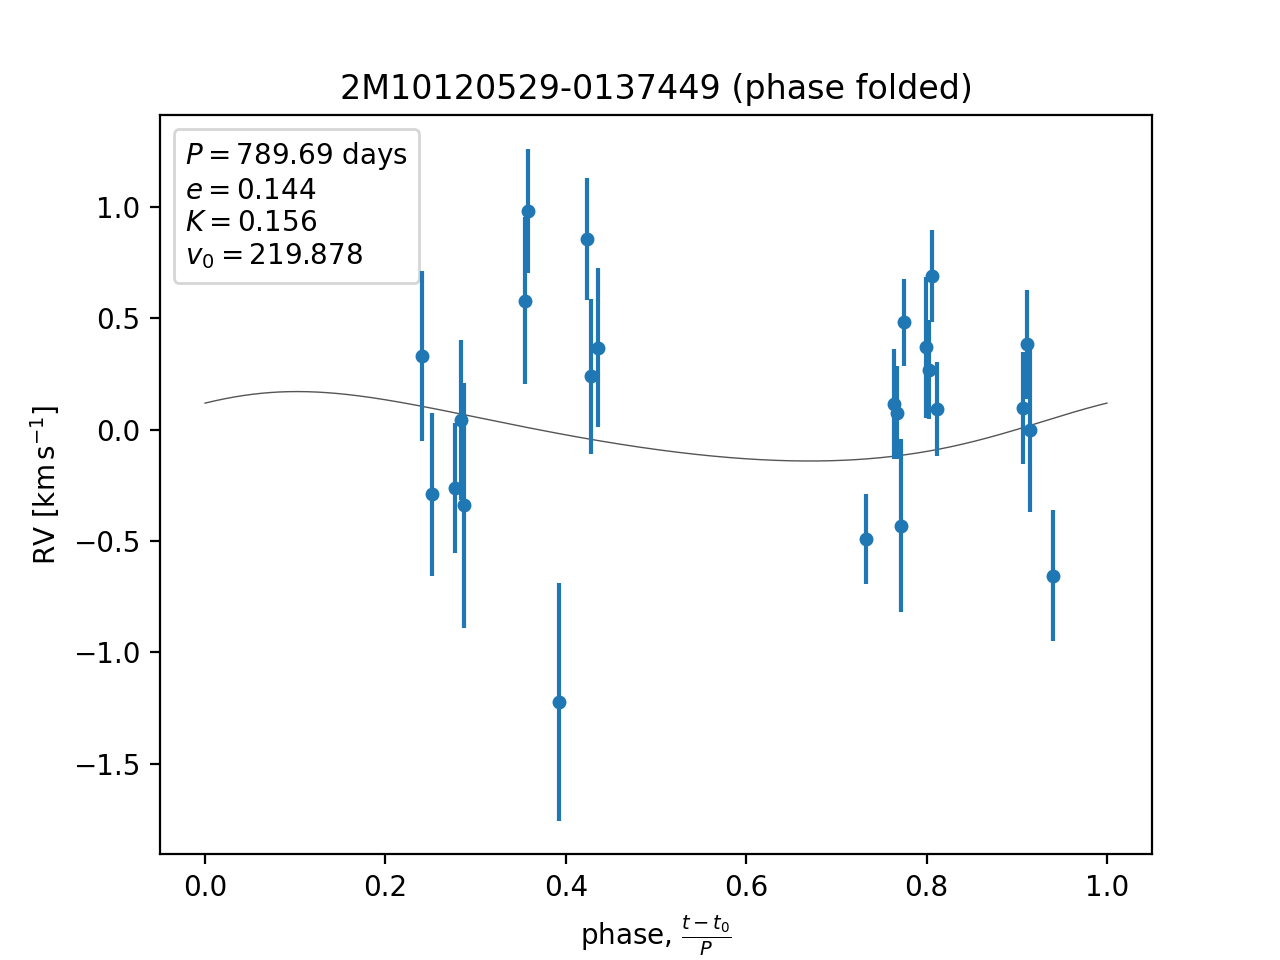 2M10120529-0137449 (phase folded)
P = 789.69 days
e = 0.144
K = 0.156
v₀ = 219.878
1.0
0.5
0.0
−0.5
−1.0
−1.5
RV [km s⁻¹]
0.0 0.2 0.4 0.6 0.8 1.0
phase, (t − t₀)/P